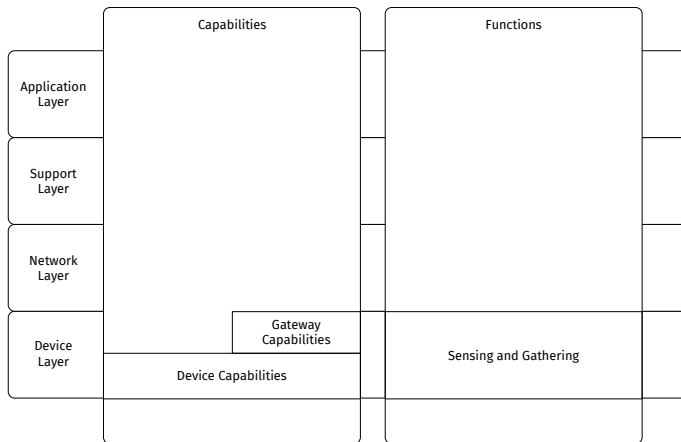 Capabilities
Functions
Application
Layer
Support
Layer
Network
Layer
Device
Layer
Gateway
Capabilities
Device Capabilities
Sensing and Gathering